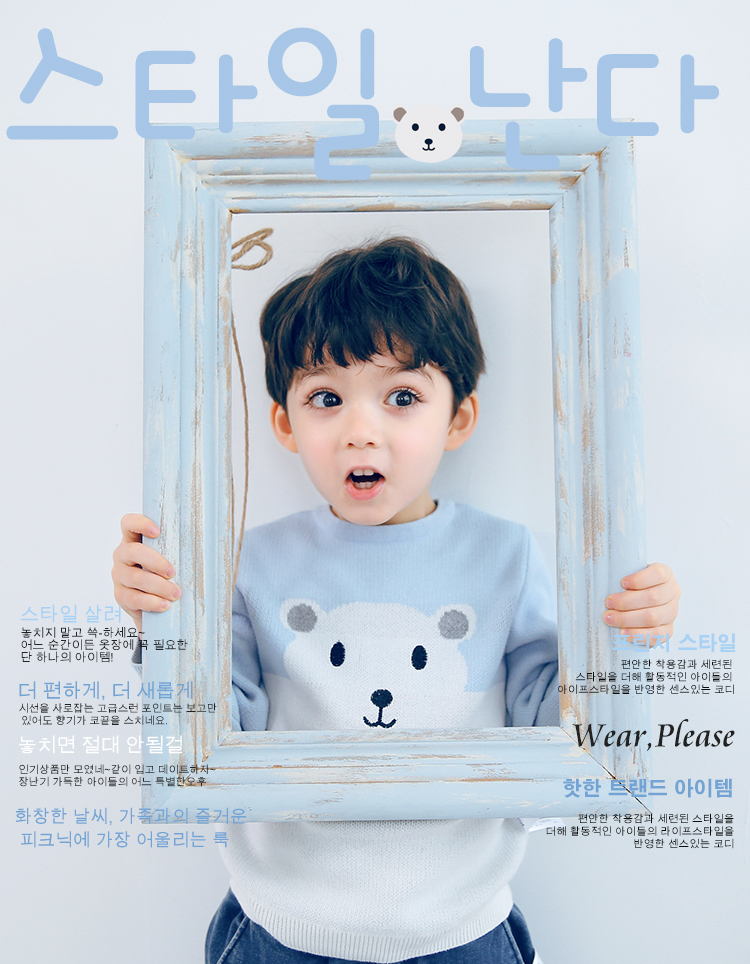 스타일 난다
스타일 살려
놓치지 말고 쓱-하세요~
어느 순간이든 옷장에 꼭 필요한
단 하나의 아이템!
더 편하게, 더 새롭게
시선을 사로잡는 고급스런 포인트는 보고만
있어도 향기가 코끝을 스치네요.
놓치면 절대 안될걸
인기상품만 모였네~같이 입고 데이트하자~
장난기 가득한 아이들의 어느 특별한오후
화창한 날씨, 가족과의 즐거운
피크닉에 가장 어울리는 룩
스타일
편안한 착용감과 세련된
스타일을 더해 활동적인 아이들의
라이프스타일을 반영한 센스있는 코디
Wear,Please
핫한 트랜드 아이템
편안한 착용감과 세련된 스타일을
더해 활동적인 아이들의 라이프스타일을
반영한 센스있는 코디